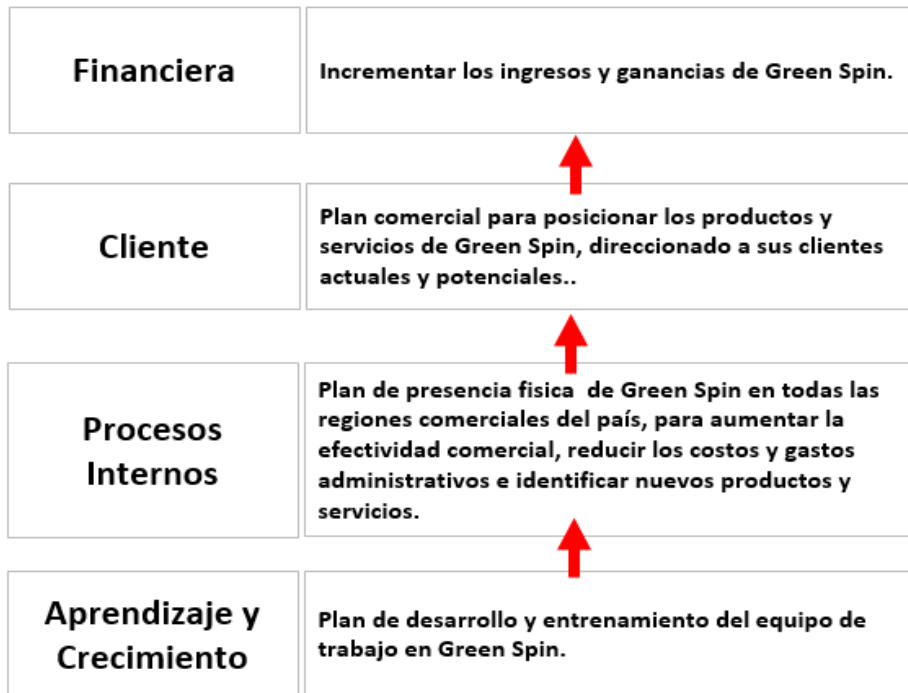 Financiera
Incrementar los ingresos y ganancias de Green Spin.
Cliente
Plan comercial para posicionar los productos y
servicios de Green Spin, direccionado a sus clientes
actuales y potenciales..
Procesos
Internos
Plan de presencia fisica de Green Spin en todas las
regiones comerciales del país, para aumentar la
efectividad comercial, reducir los costos y gastos
administrativos e identificar nuevos productos y
servicios.
Aprendizaje y
Crecimiento
Plan de desarrollo y entrenamiento del equipo de
trabajo en Green Spin.